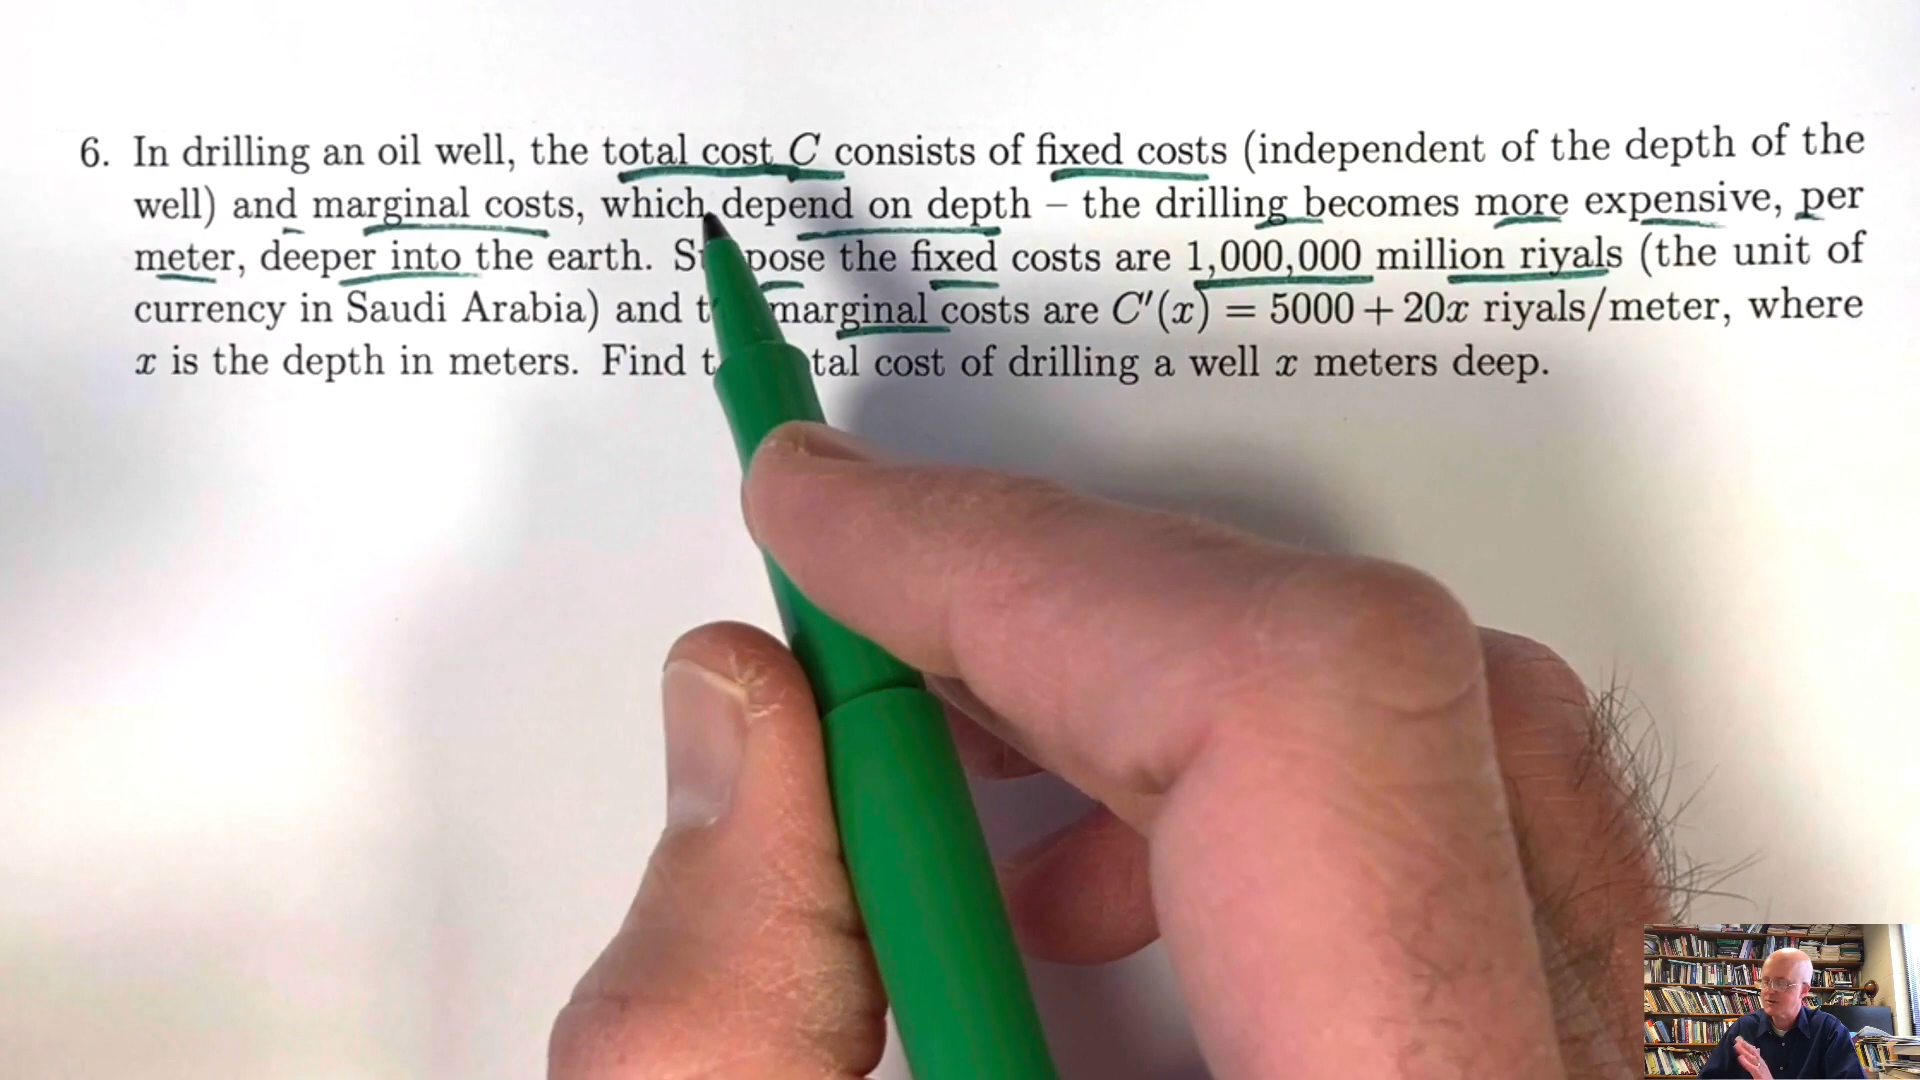 6. In drilling an oil well, the total cost C consists of fixed costs (independent of the depth of the
well) and marginal costs, which depend on depth – the drilling becomes more expensive, per
meter, deeper into the earth. the fixed costs are 1,000,000 million riyals (the unit of
currency in Saudi Arabia) and marginal costs are C′(x) = 5000 + 20x riyals/meter, where
x is the depth in meters. Find cost of drilling a well x meters deep.